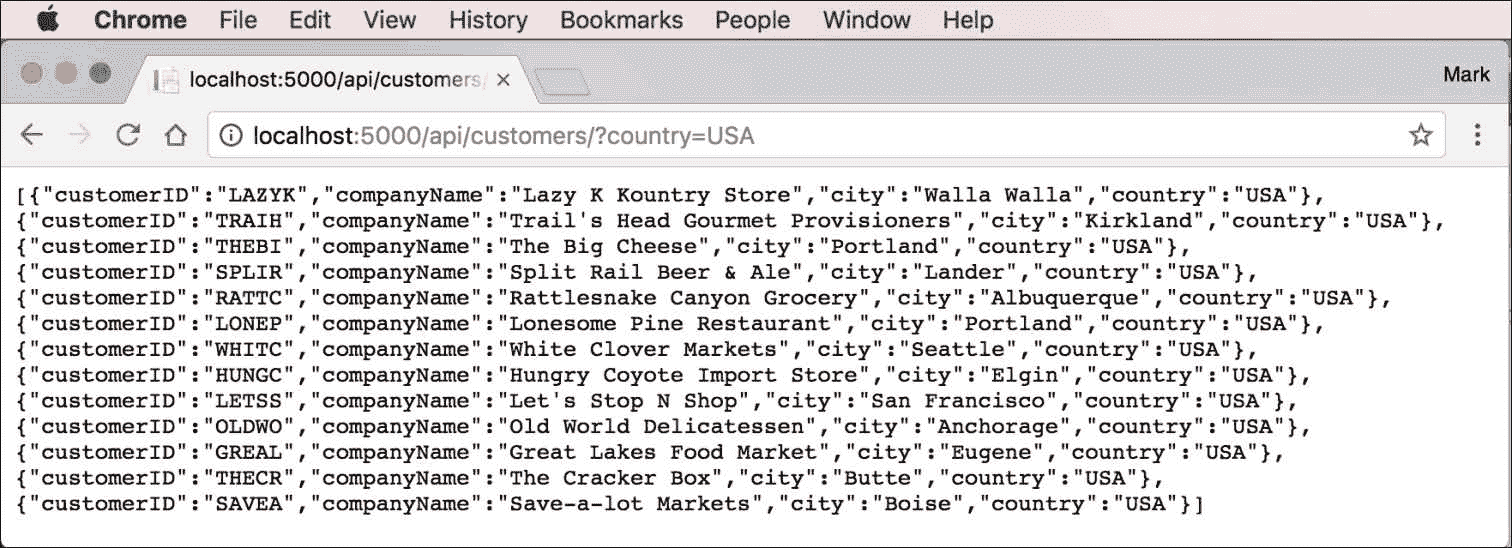 Chrome File Edit View History Bookmarks People Window Help
localhost:5000/api/customers/
Mark
localhost:5000/api/customers/?country=USA
[{"customerID":"LAZYK","companyName":"Lazy K Kountry Store","city":"Walla Walla","country":"USA"},
{"customerID":"TRAIH","companyName":"Trail's Head Gourmet Provisioners","city":"Kirkland","country":"USA"},
{"customerID":"THEBI","companyName":"The Big Cheese","city":"Portland","country":"USA"},
{"customerID":"SPLIR","companyName":"Split Rail Beer & Ale","city":"Lander","country":"USA"},
{"customerID":"RATTC","companyName":"Rattlesnake Canyon Grocery","city":"Albuquerque","country":"USA"},
{"customerID":"LONEP","companyName":"Lonesome Pine Restaurant","city":"Portland","country":"USA"},
{"customerID":"WHITC","companyName":"White Clover Markets","city":"Seattle","country":"USA"},
{"customerID":"HUNGC","companyName":"Hungry Coyote Import Store","city":"Elgin","country":"USA"},
{"customerID":"LETSS","companyName":"Let's Stop N Shop","city":"San Francisco","country":"USA"},
{"customerID":"OLDWO","companyName":"Old World Delicatessen","city":"Anchorage","country":"USA"},
{"customerID":"GREAL","companyName":"Great Lakes Food Market","city":"Eugene","country":"USA"},
{"customerID":"THECR","companyName":"The Cracker Box","city":"Butte","country":"USA"},
{"customerID":"SAVEA","companyName":"Save-a-lot Markets","city":"Boise","country":"USA"}]